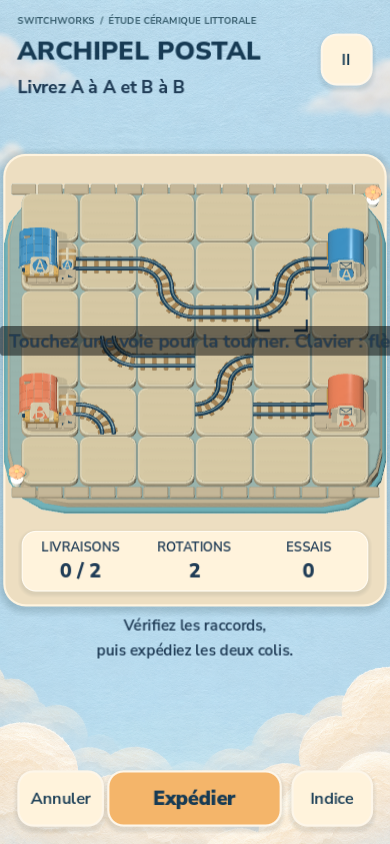 SWITCHWORKS / ÉTUDE CÉRAMIQUE LITTORALE
ARCHIPEL POSTAL
II
Livrez A à A et B à B
A
A
A
Touchez une voie pour la tourner. Clavier : flè
B
B
B
LIVRAISONS
ROTATIONS
ESSAIS
0 / 2
2
0
Vérifiez les raccords,
puis expédiez les deux colis.
Annuler
Expédier
Indice